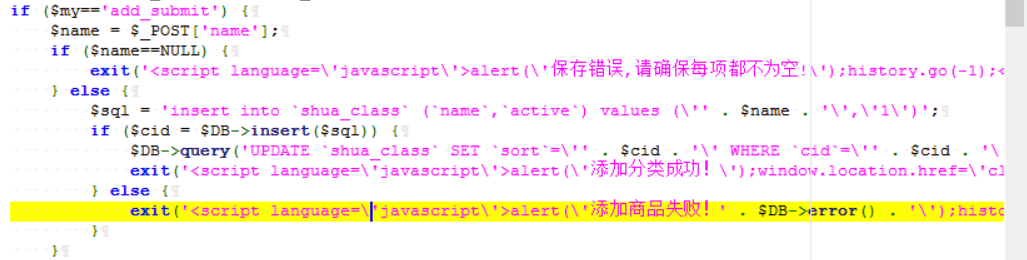 if ($my=='add_submit') {
$name = $_POST['name'];
if ($name==NULL) {
exit('<script language=\'javascript\'>alert(\'保存错误,请确保每项都不为空!\');history.go(-1);<
} else {
$sql = 'insert into `shua_class` (`name`,`active`) values (\'' . $name . '\',\'1\')';
if ($cid = $DB->insert($sql)) {
$DB->query('UPDATE `shua_class` SET `sort`=\'' . $cid . '\' WHERE `cid`=\'' . $cid . '\
exit('<script language=\'javascript\'>alert(\'添加分类成功！\');window.location.href=\'cl
} else {
exit('<script language=\'javascript\'>alert(\'添加商品失败！' . $DB->error() . '\');histo
}
}